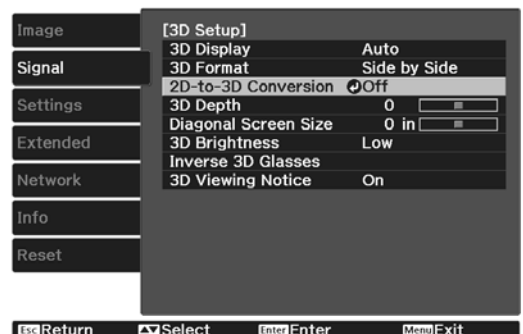 Image
Signal
Settings
Extended
Network
Info
Reset
[3D Setup]
3D Display Auto
3D Format Side by Side
2D-to-3D Conversion Off
3D Depth 0
Diagonal Screen Size 0 in
3D Brightness Low
Inverse 3D Glasses
3D Viewing Notice On
Esc Return Select Enter Enter Menu Exit